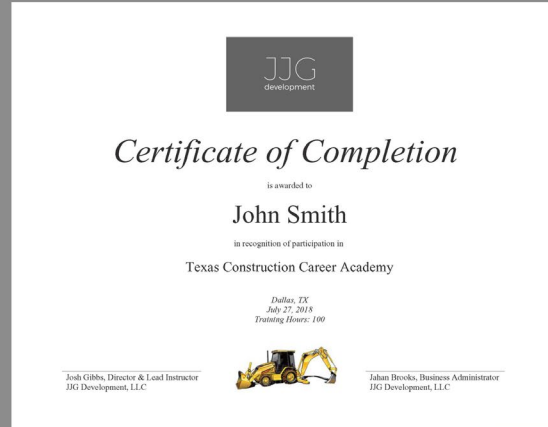 JJG
development
Certificate of Completion
is awarded to
John Smith
in recognition of participation in
Texas Construction Career Academy
Dallas, TX
July 27, 2018
Training Hours: 100
Josh Gibbs, Director & Lead Instructor
JJG Development, LLC
Jahan Brooks, Business Administrator
JJG Development, LLC